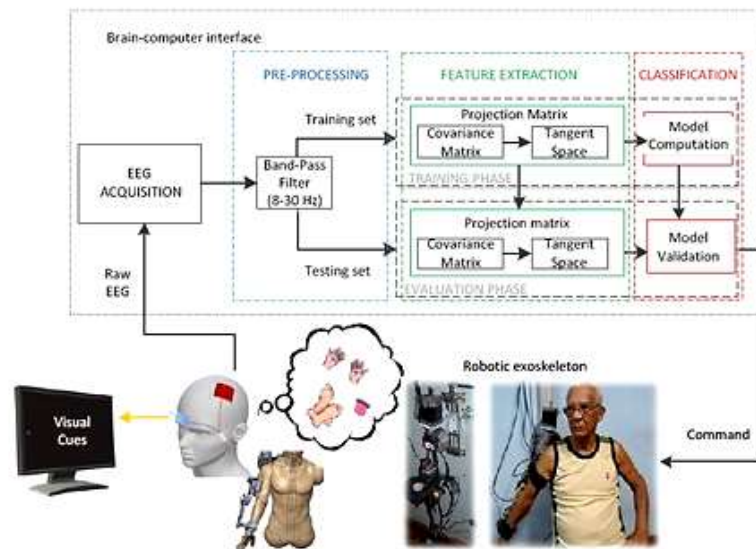 Brain-computer interface
PRE-PROCESSING
FEATURE EXTRACTION
CLASSIFICATION
Training set
Projection Matrix
Covariance
Matrix
Tangent
Space
Model
Computation
TRAINING PHASE
EEG
ACQUISITION
Band-Pass
Filter
(8-30 Hz)
Projection matrix
Covariance
Matrix
Tangent
Space
Model
Validation
Testing set
EVALUATION PHASE
Raw
EEG
Robotic exoskeleton
Visual
Cues
Command